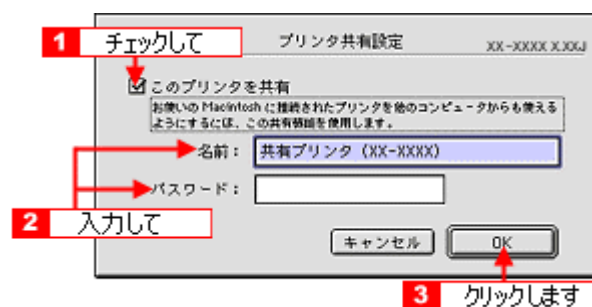 1 チェックして
プリンタ共有設定
XX-XXXX X.XXJ
このプリンタを共有
お使いの Macintosh に接続されたプリンタを他のコンピュータからも使える
ようにするには、この共有機能を使用します。
名前：
共有プリンタ（XX-XXXX）
パスワード：
2 入力して
キャンセル
OK
3 クリックします